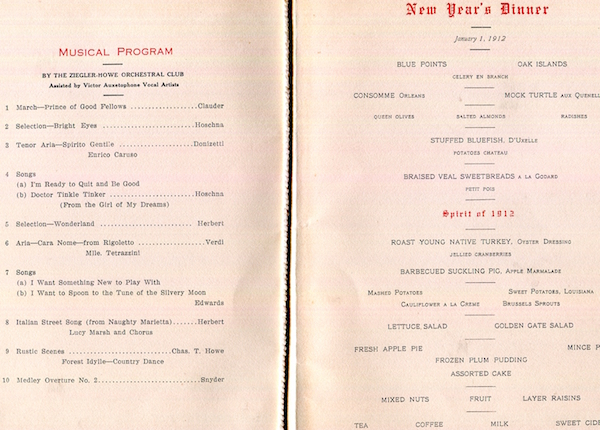 MUSICAL PROGRAM
BY THE ZIEGLER-HOWE ORCHESTRAL CLUB
Assisted by Victor Auxetophone Vocal Artists
1 March—Prince of Good Fellows ....................Clauder
2 Selection—Bright Eyes ..........................Hoschna
3 Tenor Aria—Spirito Gentile ......................Donizetti
Enrico Caruso
4 Songs
(a) I'm Ready to Quit and Be Good
(b) Doctor Tinkle Tinker ......................Hoschna
(From the Girl of My Dreams)
5 Selection—Wonderland .......................... Herbert
6 Aria—Cara Nome—from Rigoletto ..................Verdi
Mlle. Tetrazzini
7 Songs
(a) I Want Something New to Play With
(b) I Want to Spoon to the Tune of the Silvery Moon
Edwards
8 Italian Street Song (from Naughty Marietta)......Herbert
Lucy Marsh and Chorus
9 Rustic Scenes ..........................Chas. T. Howe
Forest Idylle—Country Dance
10 Medley Overture No. 2..........................Snyder
New Year's Dinner
January 1, 1912
BLUE POINTS OAK ISLANDS
CELERY EN BRANCH
CONSOMME ORLEANS MOCK TURTLE AUX QUENELL
QUEEN OLIVES SALTED ALMONDS RADISHES
STUFFED BLUEFISH, D'UXELLE
POTATOES CHATEAU
BRAISED VEAL SWEETBREADS A LA GODARD
PETIT POIS
Spirit of 1912
ROAST YOUNG NATIVE TURKEY, OYSTER DRESSING
JELLIED CRANBERRIES
BARBECUED SUCKLING PIG, APPLE MARMALADE
MASHED POTATOES SWEET POTATOES, LOUISIANA
CAULIFLOWER A LA CREME BRUSSELS SPROUTS
LETTUCE SALAD GOLDEN GATE SALAD
FRESH APPLE PIE MINCE P
FROZEN PLUM PUDDING
ASSORTED CAKE
MIXED NUTS FRUIT LAYER RAISINS
TEA COFFEE MILK SWEET CIDE